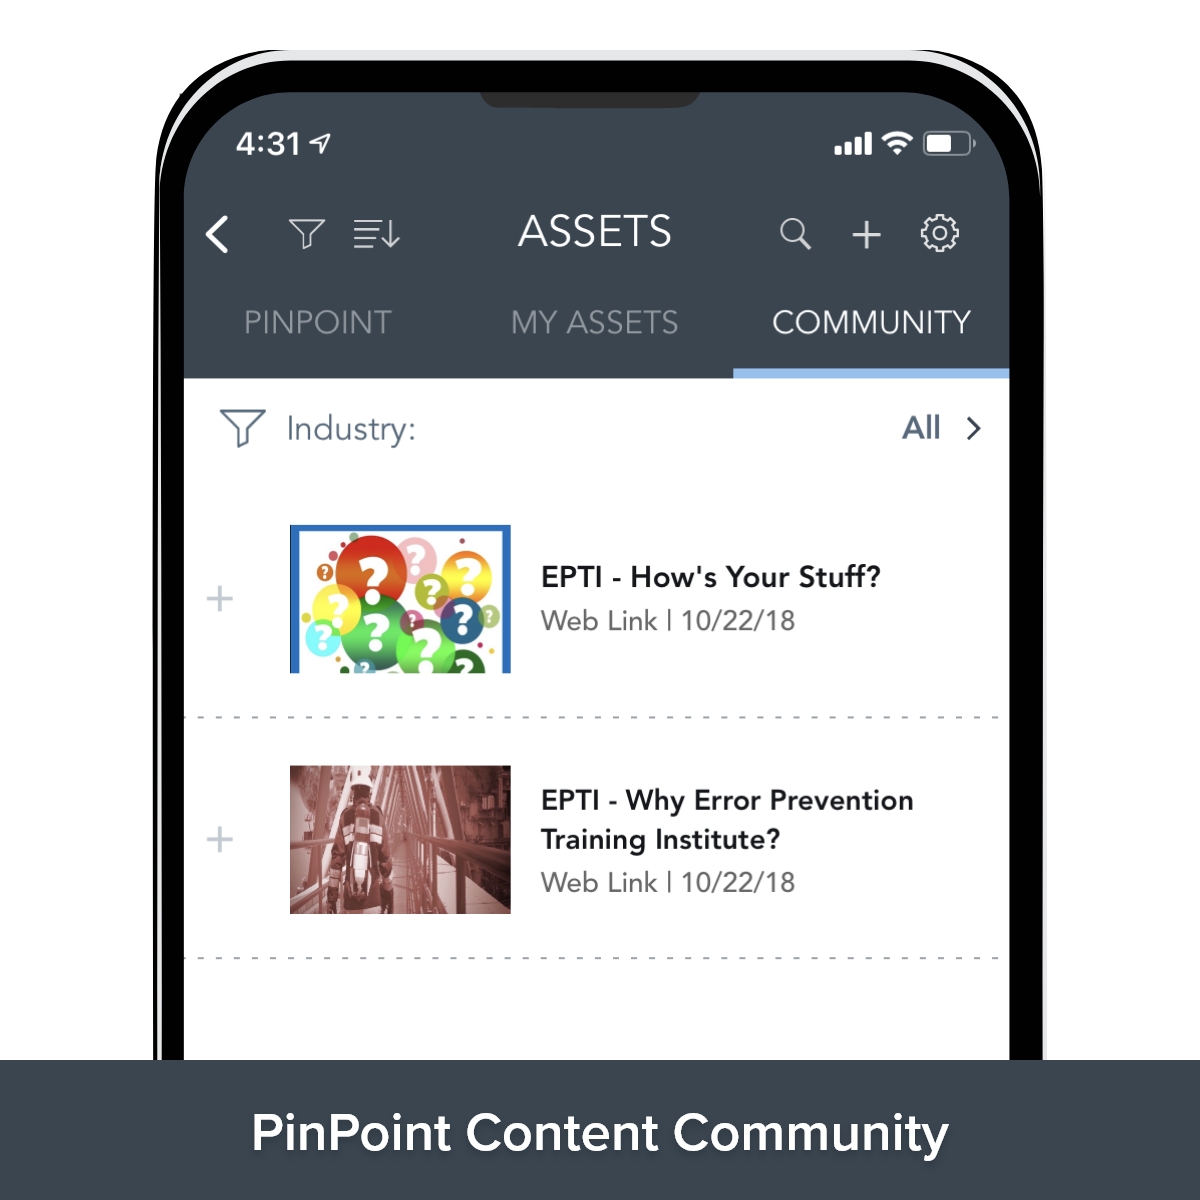 4:31
ASSETS
PINPOINT MY ASSETS COMMUNITY
Industry: All
? ? ? ? ? ? ? ? ? ? ? ? ?
EPTI - How's Your Stuff?
Web Link | 10/22/18
EPTI - Why Error Prevention
Training Institute?
Web Link | 10/22/18
PinPoint Content Community